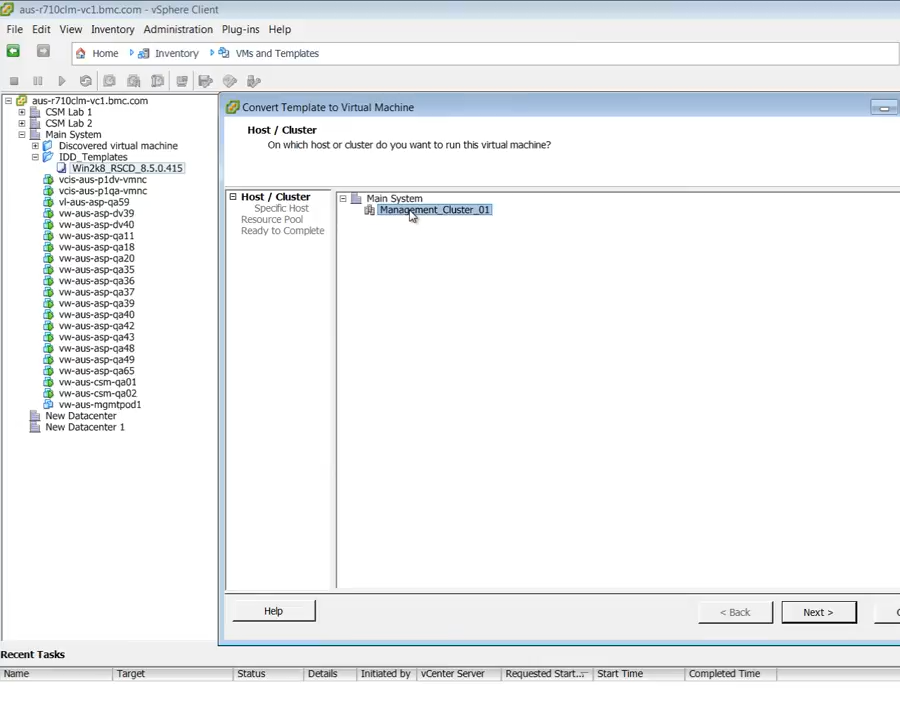 aus-r710clm-vc1.bmc.com - vSphere Client
File Edit View Inventory Administration Plug-ins Help
Home Inventory VMs and Templates
aus-r710clm-vc1.bmc.com
CSM Lab 1
CSM Lab 2
Main System
Discovered virtual machine
IDD_Templates
Win2k8_RSCD_8.5.0.415
vcis-aus-p1dv-vmnc
vcis-aus-p1qa-vmnc
vl-aus-asp-qa59
vw-aus-asp-dv39
vw-aus-asp-dv40
vw-aus-asp-qa11
vw-aus-asp-qa18
vw-aus-asp-qa20
vw-aus-asp-qa35
vw-aus-asp-qa36
vw-aus-asp-qa37
vw-aus-asp-qa39
vw-aus-asp-qa40
vw-aus-asp-qa42
vw-aus-asp-qa43
vw-aus-asp-qa48
vw-aus-asp-qa49
vw-aus-asp-qa65
vw-aus-csm-qa01
vw-aus-csm-qa02
vw-aus-mgmtpod1
New Datacenter
New Datacenter 1
Convert Template to Virtual Machine
Host / Cluster
On which host or cluster do you want to run this virtual machine?
Host / Cluster
Specific Host
Resource Pool
Ready to Complete
Main System
Management_Cluster_01
Help
< Back
Next >
Recent Tasks
Name Target Status Details Initiated by vCenter Server Requested Start... Start Time Completed Time